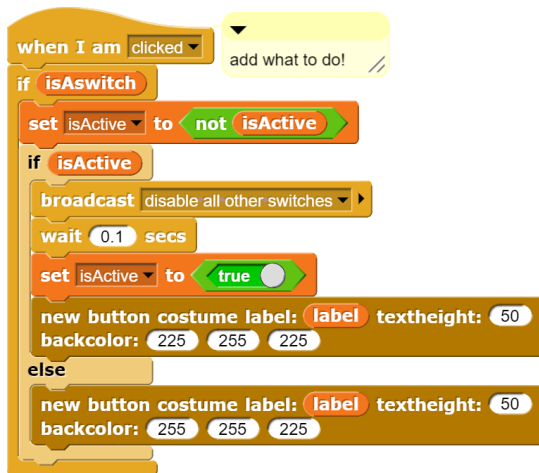 when I am clicked
add what to do!
if isAswitch
set isActive to not isActive
if isActive
broadcast disable all other switches
wait 0.1 secs
set isActive to true
new button costume label: label textheight: 50
backcolor: 225 255 225
else
new button costume label: label textheight: 50
backcolor: 255 255 225